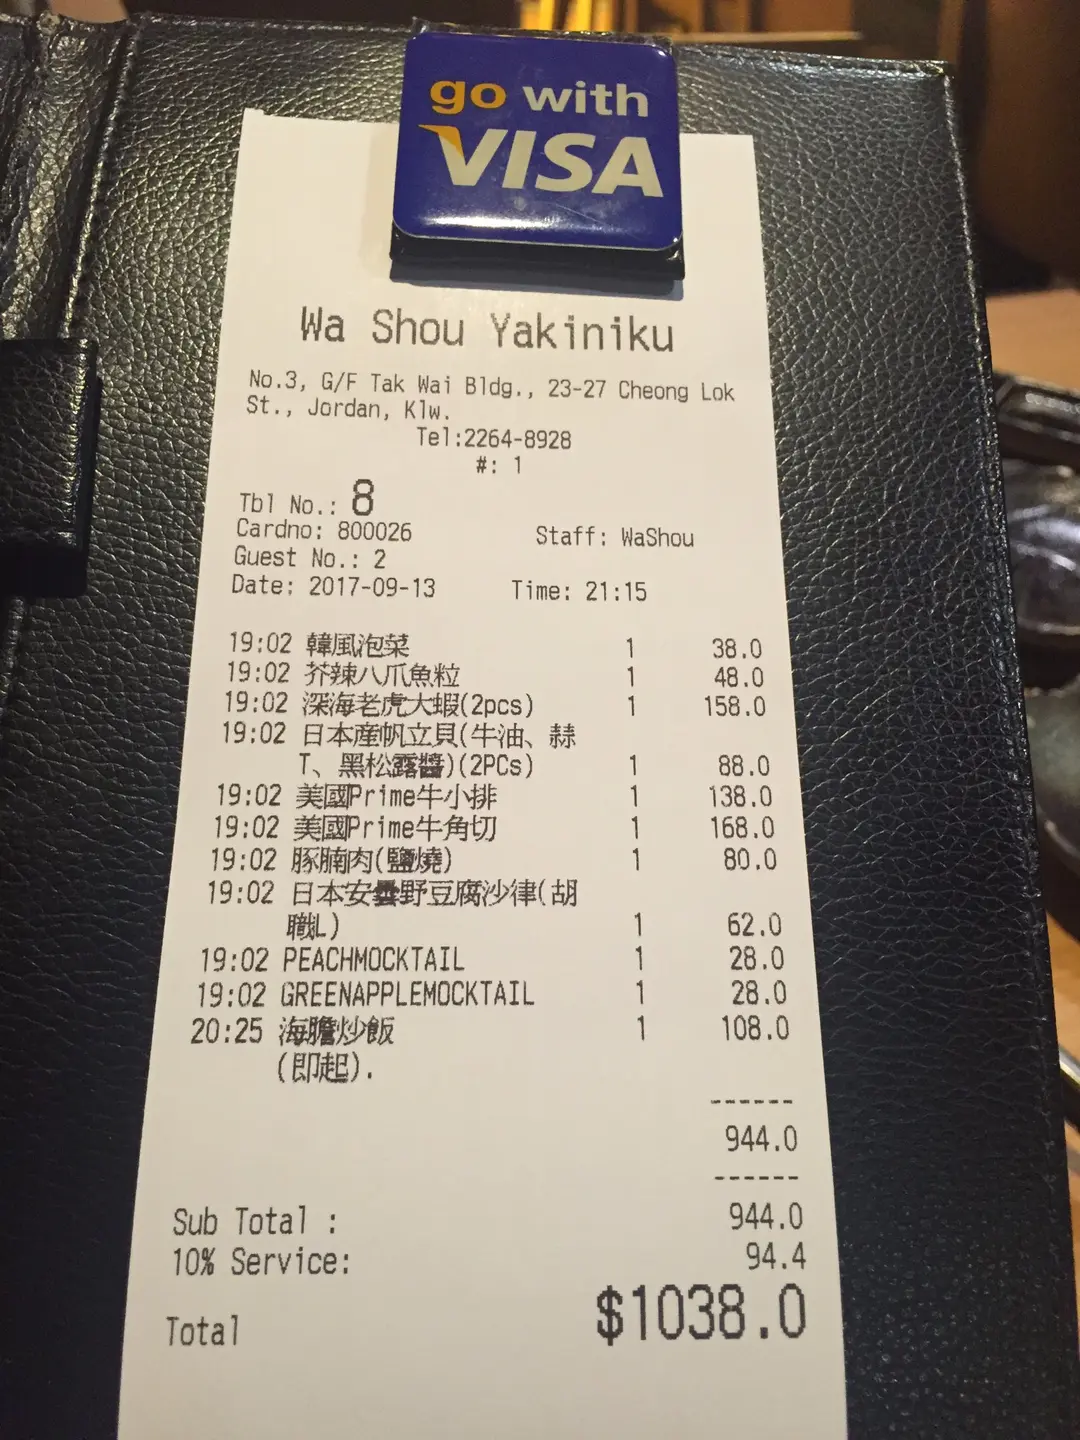 go with
VISA
Wa Shou Yakiniku
No.3, G/F Tak Wai Bldg., 23-27 Cheong Lok
St., Jordan, Klw.
Tel:2264-8928
#: 1
Tbl No.: 8
Cardno: 800026 Staff: WaShou
Guest No.: 2
Date: 2017-09-13 Time: 21:15
19:02 韓風泡菜 1 38.0
19:02 芥辣八爪魚粒 1 48.0
19:02 深海老虎大蝦(2pcs) 1 158.0
19:02 日本産帆立貝(牛油、蒜
T、黑松露醬)(2PCs) 1 88.0
19:02 美國Prime牛小排 1 138.0
19:02 美國Prime牛角切 1 168.0
19:02 豚腩肉(鹽燒) 1 80.0
19:02 日本安曇野豆腐沙律(胡
職L) 1 62.0
19:02 PEACHMOCKTAIL 1 28.0
19:02 GREENAPPLEMOCKTAIL 1 28.0
20:25 海膽炒飯 1 108.0
(即起).
------
944.0
------
Sub Total : 944.0
10% Service: 94.4
Total $1038.0